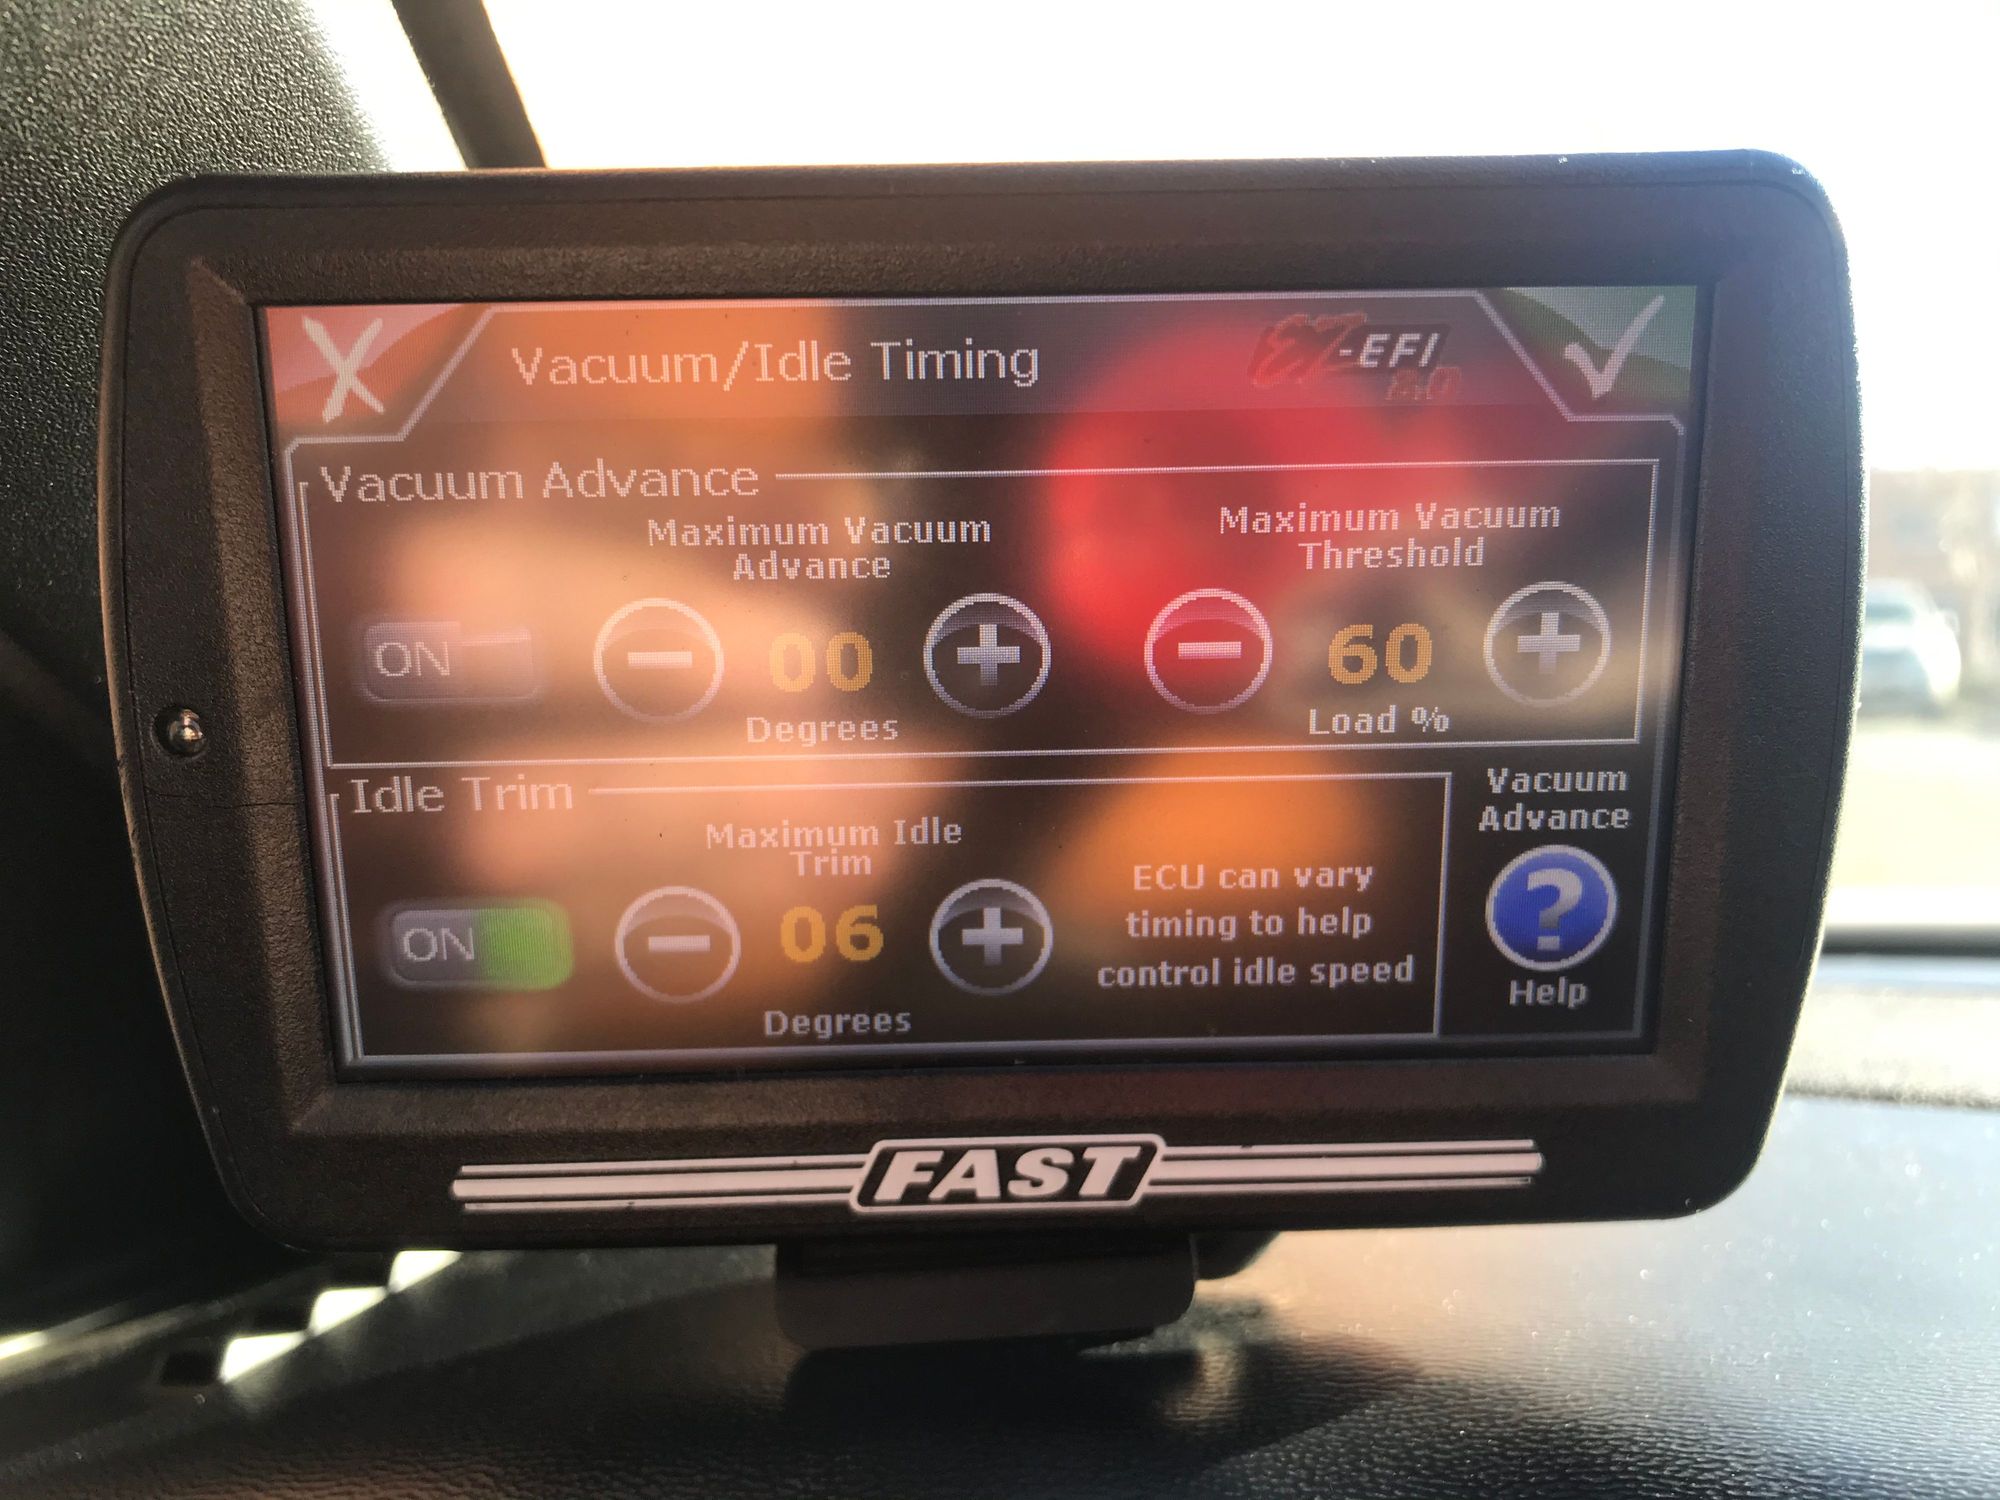 X Vacuum/Idle Timing EZ-EFI 2.0
Vacuum Advance
Maximum Vacuum
Advance
Maximum Vacuum
Threshold
ON 00 60
Degrees
Load %
Idle Trim
Maximum Idle
Trim
ON 06
Degrees
ECU can vary
timing to help
control idle speed
Vacuum
Advance
?
Help
FAST